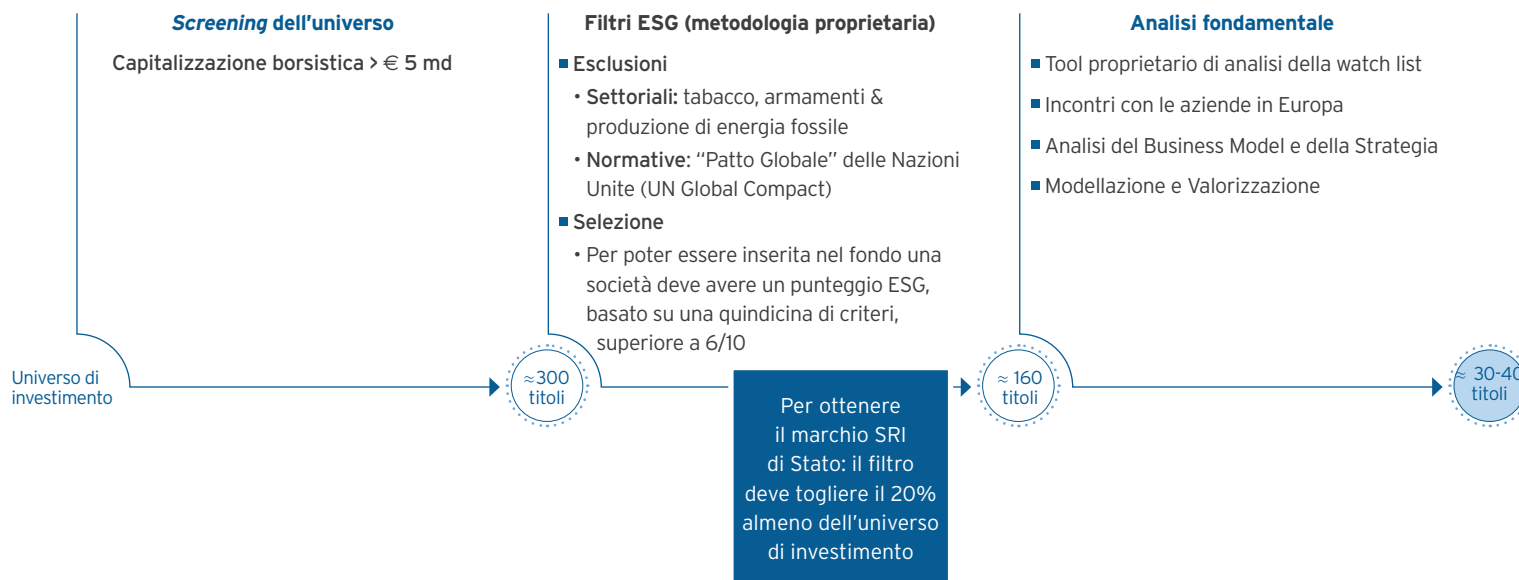 Screening dell'universo
Capitalizzazione borsistica > € 5 md
Filtri ESG (metodologia proprietaria)
■ Esclusioni
• Settoriali: tabacco, armamenti &
produzione di energia fossile
• Normative: “Patto Globale” delle Nazioni
Unite (UN Global Compact)
■ Selezione
• Per poter essere inserita nel fondo una
società deve avere un punteggio ESG,
basato su una quindicina di criteri,
superiore a 6/10
Analisi fondamentale
■ Tool proprietario di analisi della watch list
■ Incontri con le aziende in Europa
■ Analisi del Business Model e della Strategia
■ Modellazione e Valorizzazione
Universo di
investimento
≈300
titoli
Per ottenere
il marchio SRI
di Stato: il filtro
deve togliere il 20%
almeno dell'universo
di investimento
≈ 160
titoli
≈ 30-40
titoli